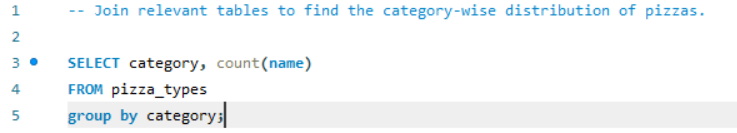 1 -- Join relevant tables to find the category-wise distribution of pizzas.
2
3 SELECT category, count(name)
4 FROM pizza_types
5 group by category;